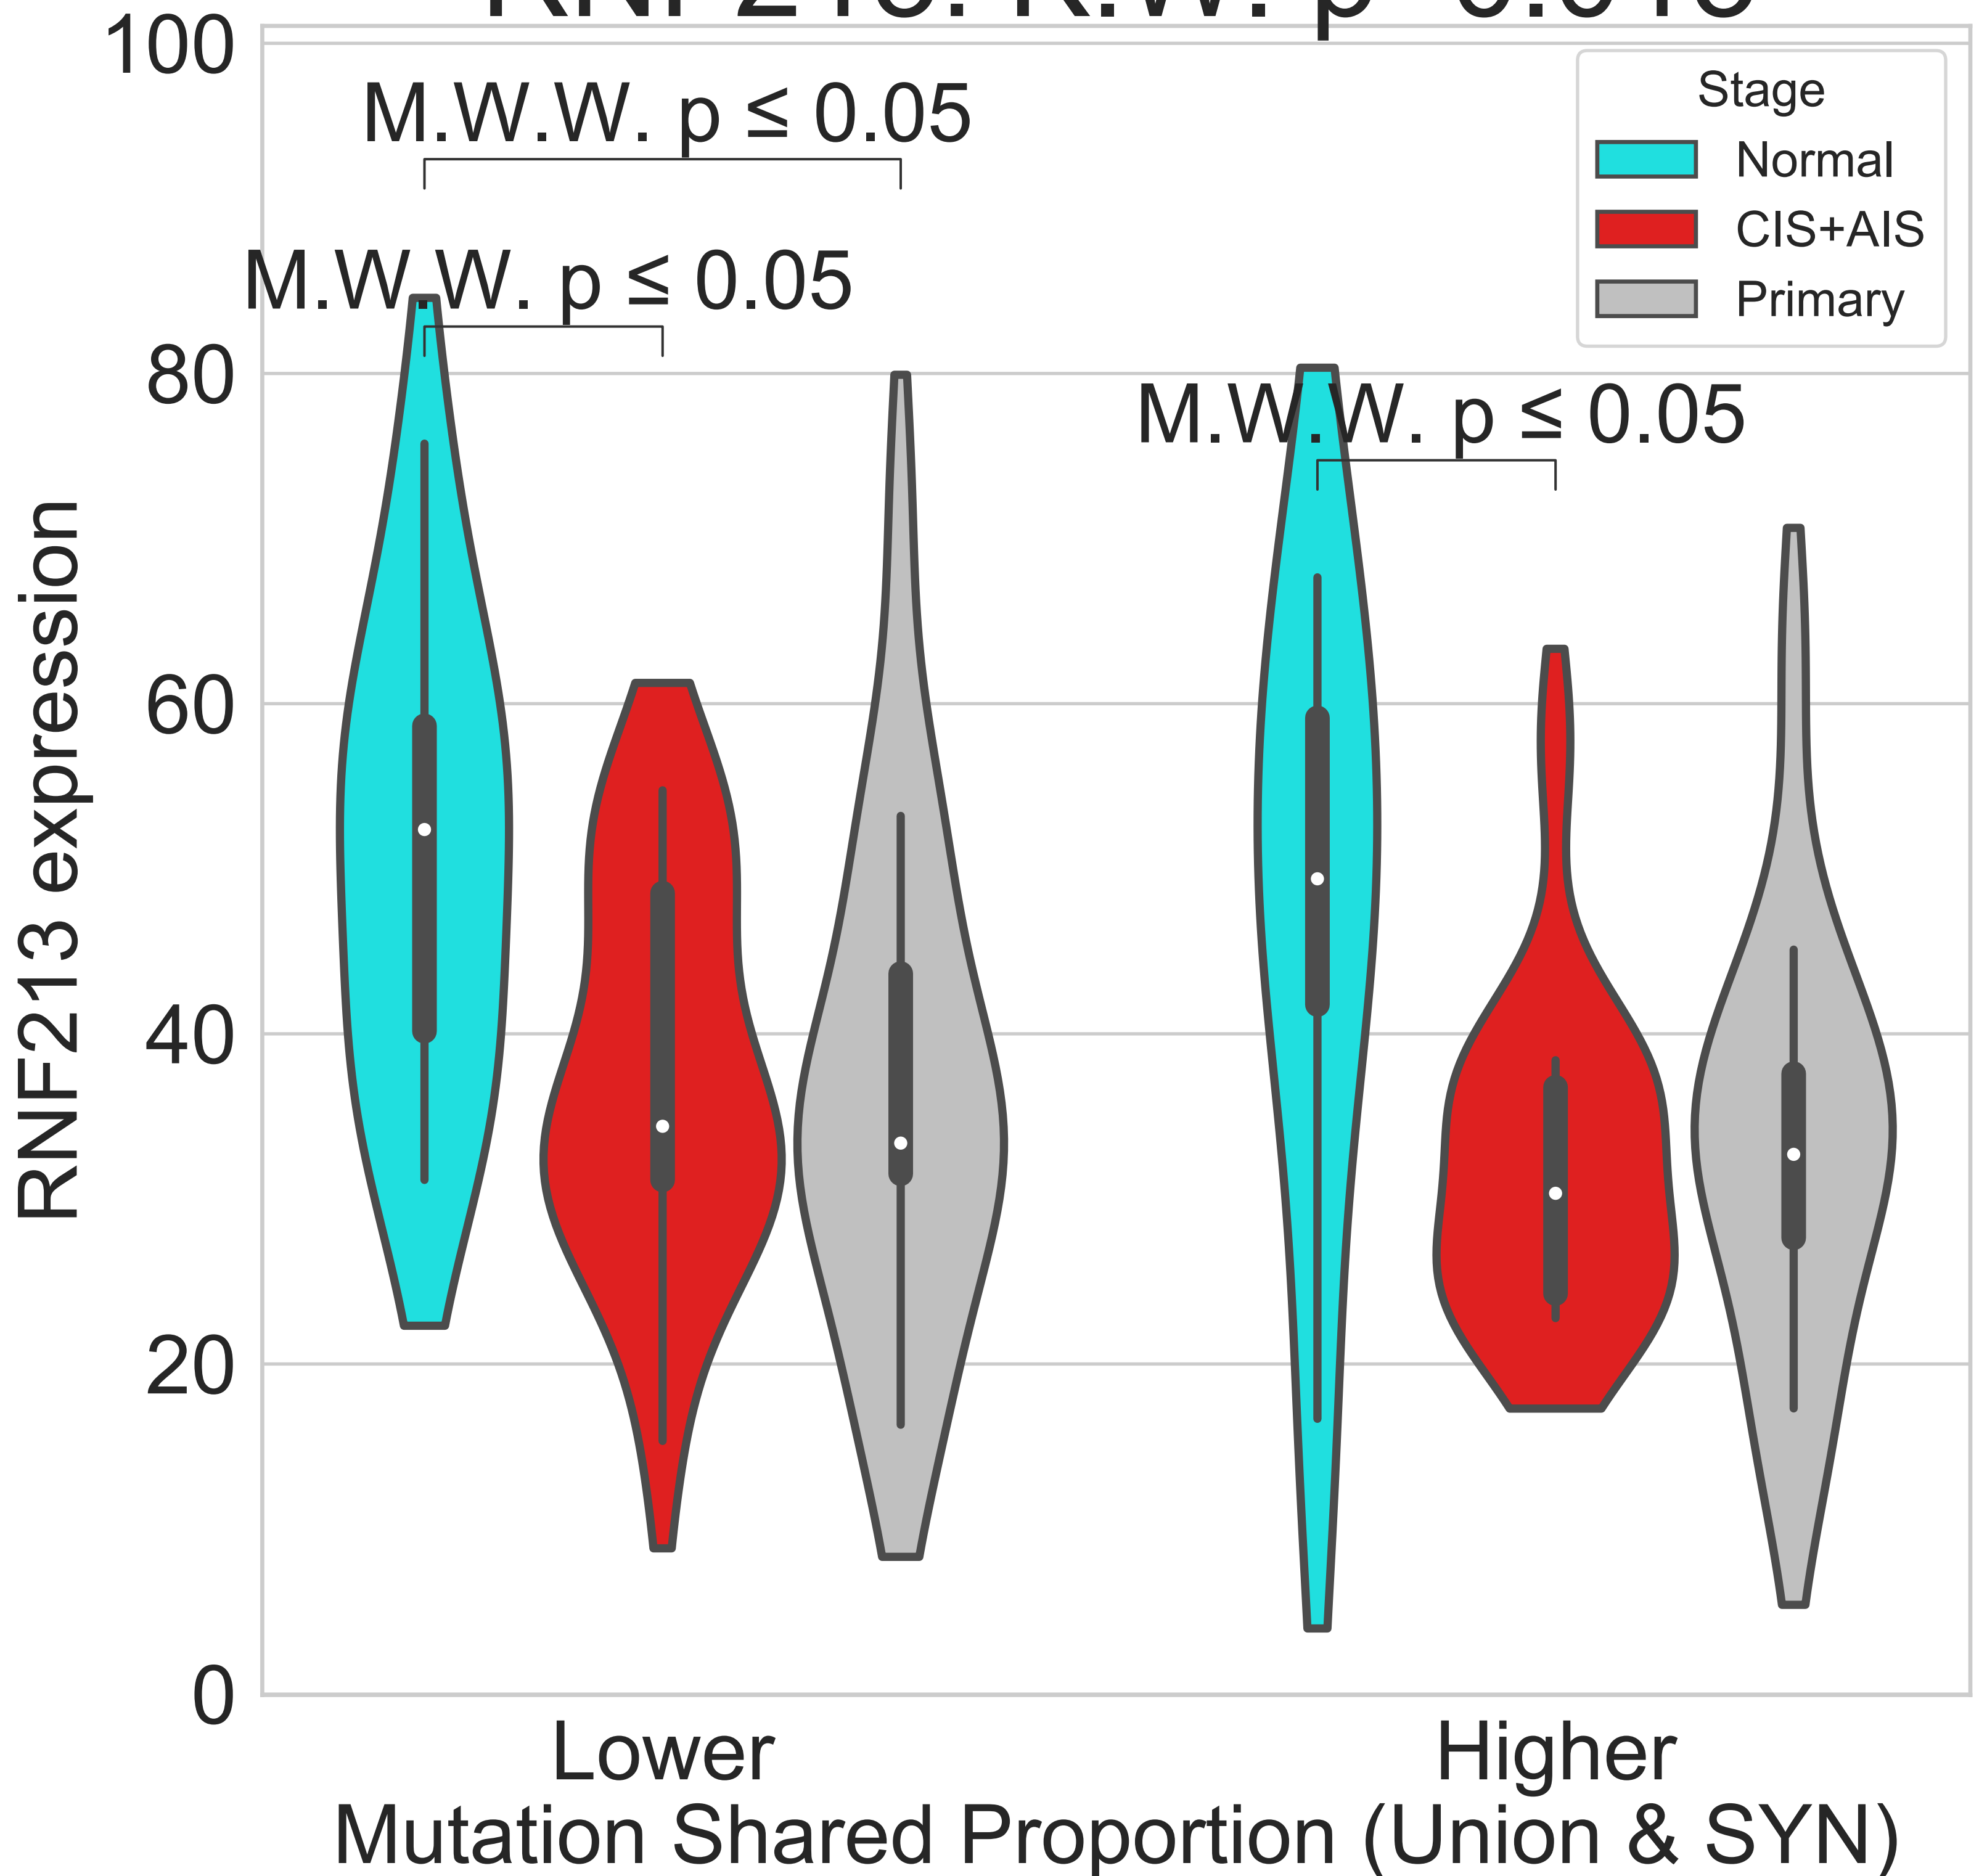 100
M.W.W. p ≤ 0.05
Stage
Normal
CIS+AIS
Primary
M.W.W. p ≤ 0.05
80
M.W.W. p ≤ 0.05
60
40
20
0
RNF213 expression
Lower
Higher
Mutation Shared Proportion (Union & SYN)